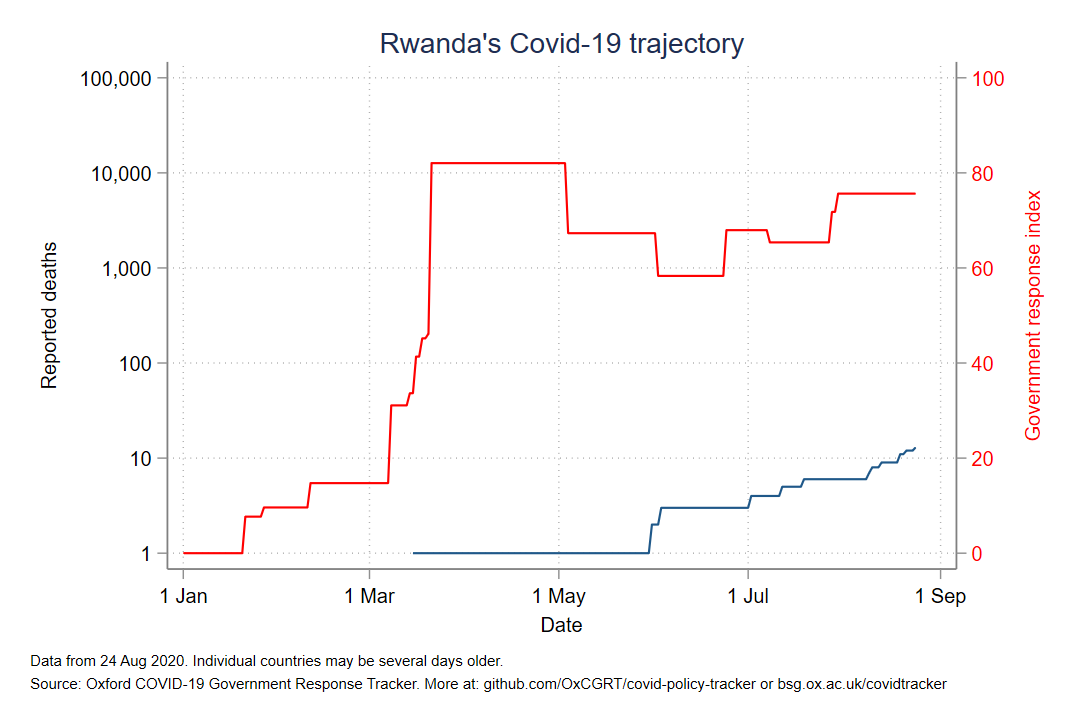 Rwanda's Covid-19 trajectory
100,000
10,000
1,000
100
10
1
Reported deaths
100
80
60
40
20
0
Government response index
1 Jan
1 Mar
1 May
1 Jul
1 Sep
Date
Data from 24 Aug 2020. Individual countries may be several days older.
Source: Oxford COVID-19 Government Response Tracker. More at: github.com/OxCGRT/covid-policy-tracker or bsg.ox.ac.uk/covidtracker